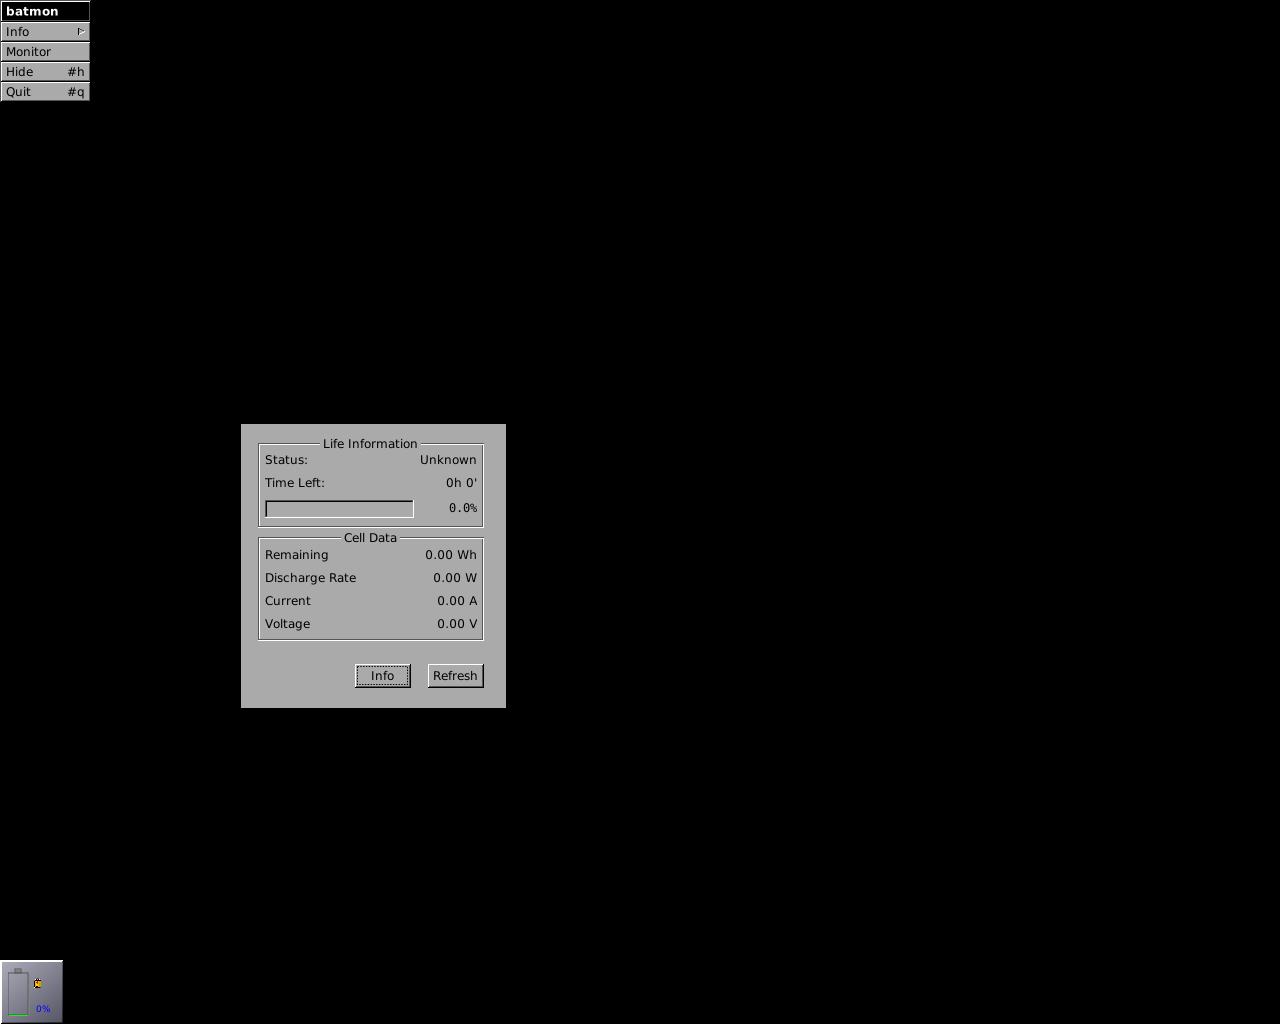 batmon
Info
Monitor
Hide #h
Quit #q
Life Information
Status: Unknown
Time Left: 0h 0'
0.0%
Cell Data
Remaining 0.00 Wh
Discharge Rate 0.00 W
Current 0.00 A
Voltage 0.00 V
Info Refresh
0%